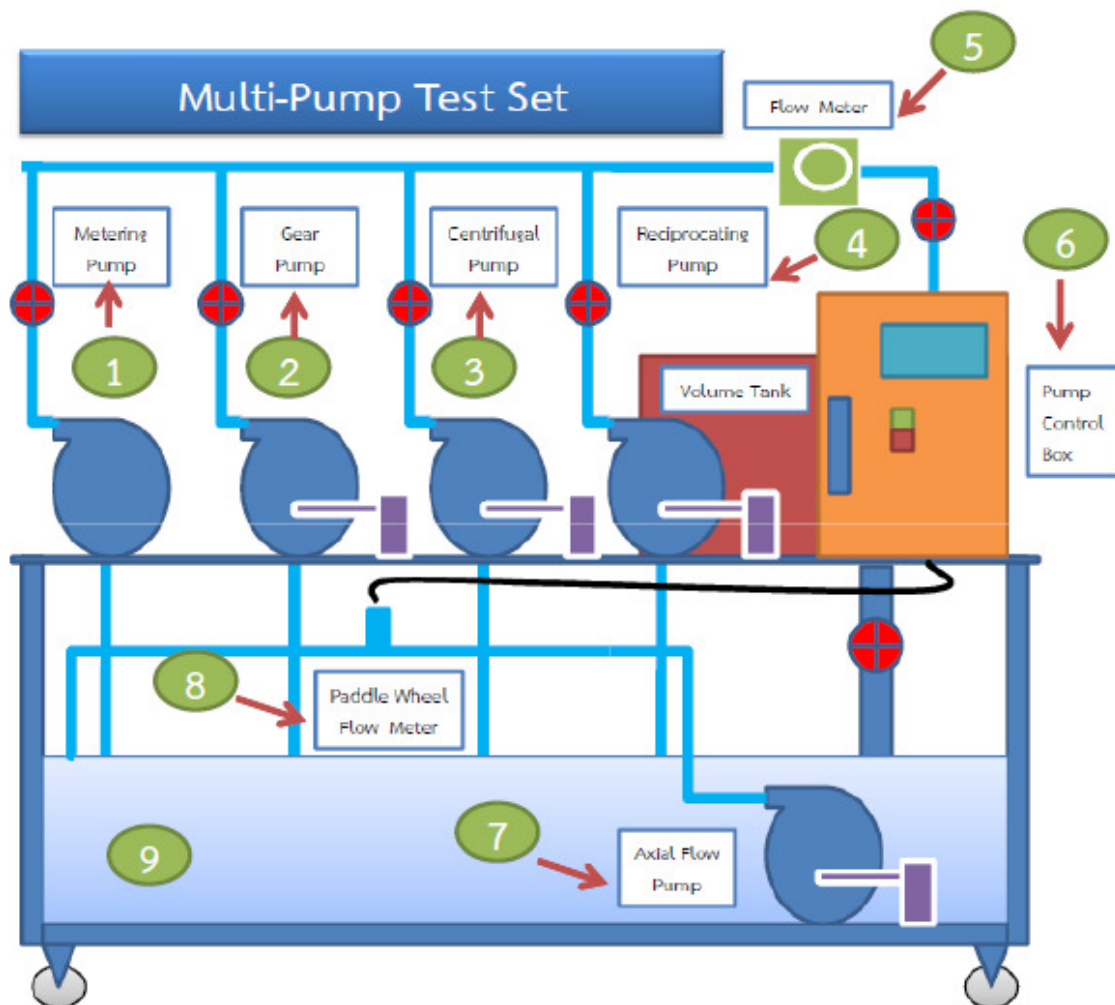 Multi-Pump Test Set
5
Flow Meter
Metering
Pump
Gear
Pump
Centrifugal
Pump
Reciprocating
Pump
4
6
1
2
3
Volume Tank
Pump
Control
Box
8
Paddle Wheel
Flow Meter
7
Axial Flow
Pump
9